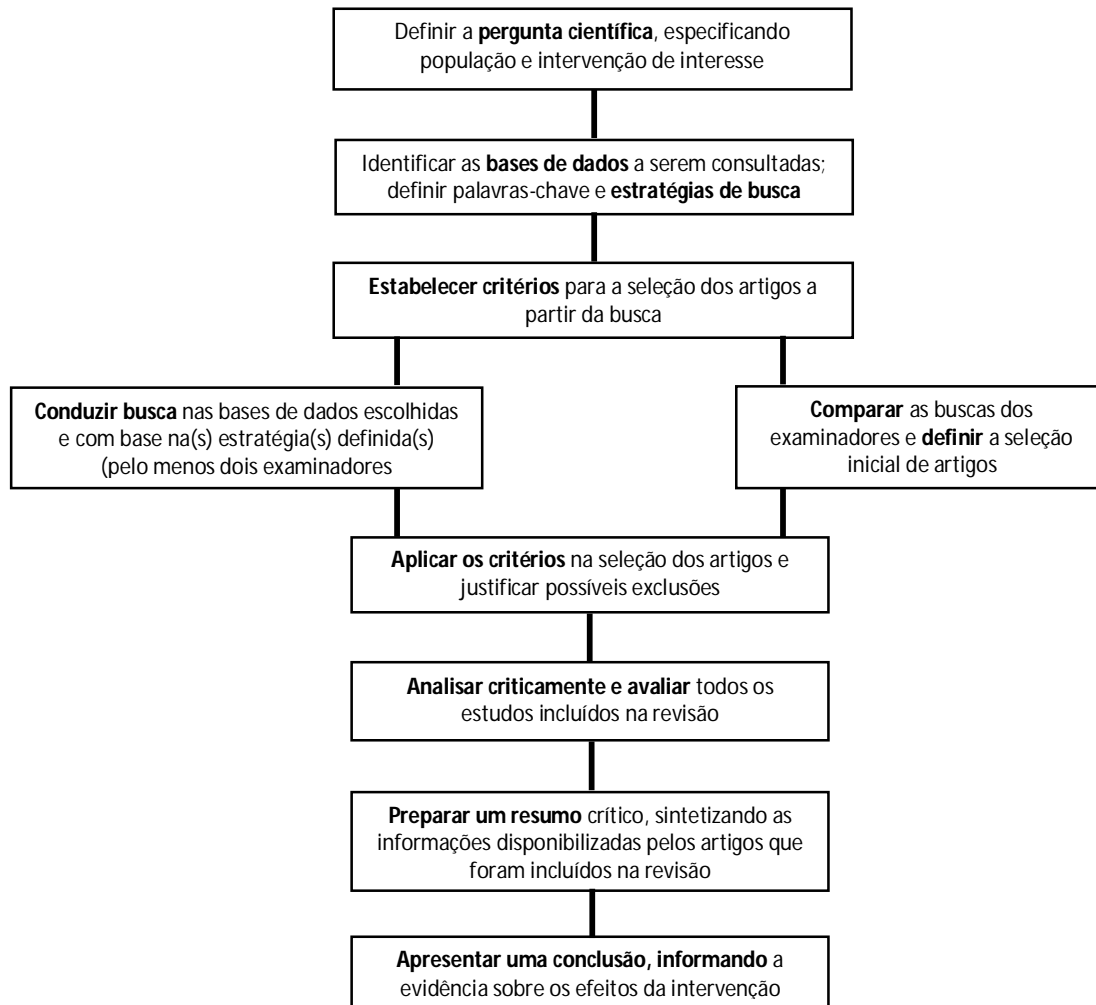 Definir a pergunta científica, especificando
população e intervenção de interesse
Identificar as bases de dados a serem consultadas;
definir palavras-chave e estratégias de busca
Estabelecer critérios para a seleção dos artigos a
partir da busca
Conduzir busca nas bases de dados escolhidas
e com base na(s) estratégia(s) definida(s)
(pelo menos dois examinadores
Comparar as buscas dos
examinadores e definir a seleção
inicial de artigos
Aplicar os critérios na seleção dos artigos e
justificar possíveis exclusões
Analisar criticamente e avaliar todos os
estudos incluídos na revisão
Preparar um resumo crítico, sintetizando as
informações disponibilizadas pelos artigos que
foram incluídos na revisão
Apresentar uma conclusão, informando a
evidência sobre os efeitos da intervenção